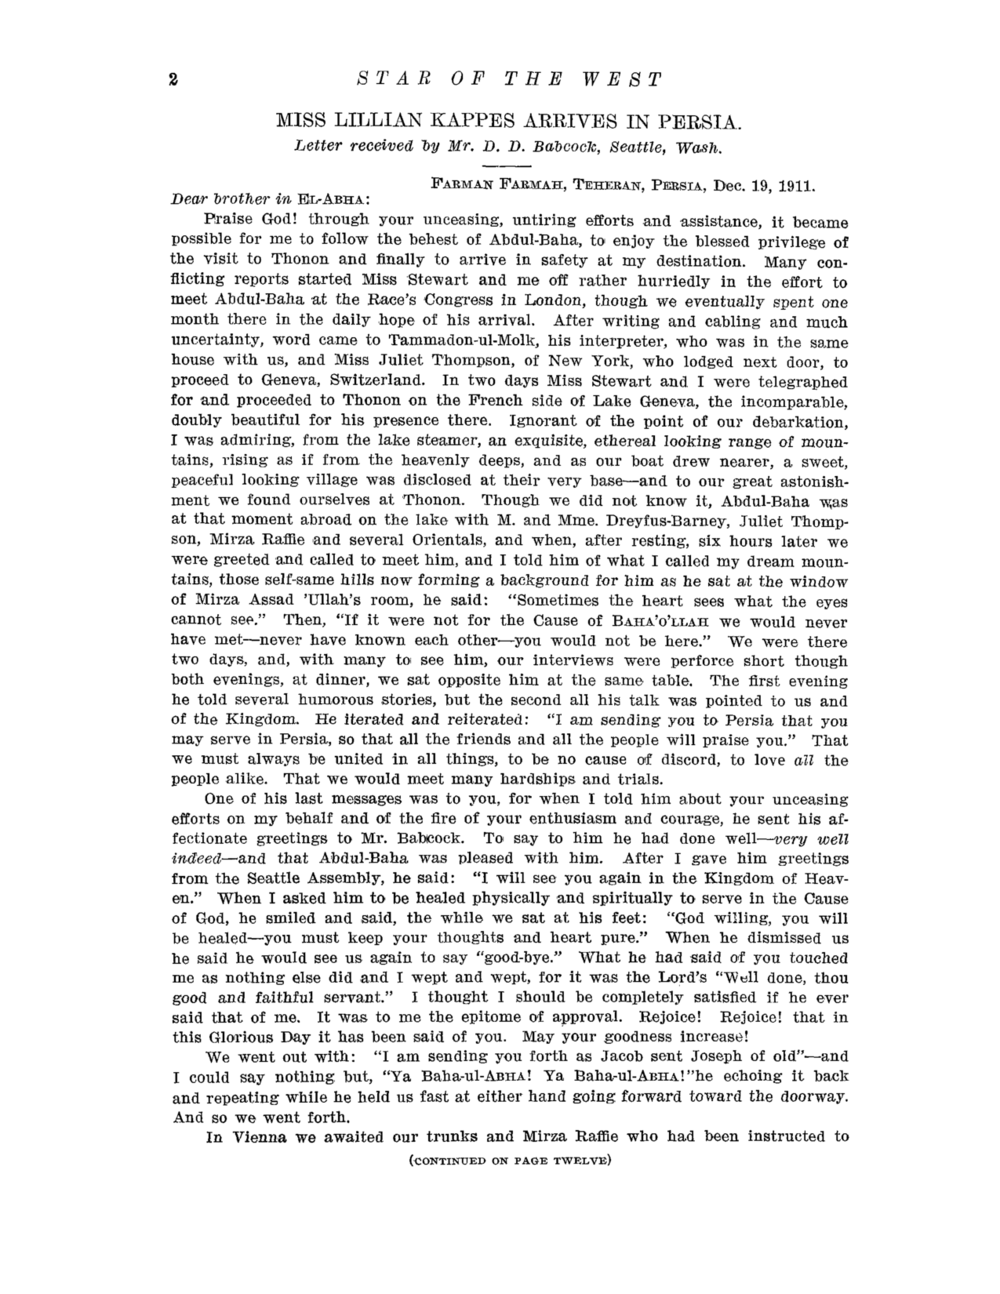 2 STAR OF THE WEST
MISS LILLIAN KAPPES ARRIVES IN PERSIA.
Letter received by Mr. D. D. Babcock, Seattle, Wash.
FARMAN FARMAH, TEHERAN, PERSIA, Dec. 19, 1911.
Dear brother in EL-ABHA:
Praise God! through your unceasing, untiring efforts and assistance, it became
possible for me to follow the behest of Abdul-Baha, to enjoy the blessed privilege of
the visit to Thonon and finally to arrive in safety at my destination. Many con-
flicting reports started Miss Stewart and me off rather hurriedly in the effort to
meet Abdul-Baha at the Race's Congress in London, though we eventually spent one
month there in the daily hope of his arrival. After writing and cabling and much
uncertainty, word came to Tammadon-ul-Molk, his interpreter, who was in the same
house with us, and Miss Juliet Thompson, of New York, who lodged next door, to
proceed to Geneva, Switzerland. In two days Miss Stewart and I were telegraphed
for and proceeded to Thonon on the French side of Lake Geneva, the incomparable,
doubly beautiful for his presence there. Ignorant of the point of our debarkation,
I was admiring, from the lake steamer, an exquisite, ethereal looking range of moun-
tains, rising as if from the heavenly deeps, and as our boat drew nearer, a sweet,
peaceful looking village was disclosed at their very base—and to our great astonish-
ment we found ourselves at Thonon. Though we did not know it, Abdul-Baha was
at that moment abroad on the lake with M. and Mme. Dreyfus-Barney, Juliet Thomp-
son, Mirza Raffie and several Orientals, and when, after resting, six hours later we
were greeted and called to meet him, and I told him of what I called my dream moun-
tains, those self-same hills now forming a background for him as he sat at the window
of Mirza Assad 'Ullah's room, he said: "Sometimes the heart sees what the eyes
cannot see." Then, "If it were not for the Cause of BAHA'O'LLAH we would never
have met—never have known each other—you would not be here." We were there
two days, and, with many to see him, our interviews were perforce short though
both evenings, at dinner, we sat opposite him at the same table. The first evening
he told several humorous stories, but the second all his talk was pointed to us and
of the Kingdom. He iterated and reiterated: "I am sending you to Persia that you
may serve in Persia, so that all the friends and all the people will praise you." That
we must always be united in all things, to be no cause of discord, to love all the
people alike. That we would meet many hardships and trials.
One of his last messages was to you, for when I told him about your unceasing
efforts on my behalf and of the fire of your enthusiasm and courage, he sent his af-
fectionate greetings to Mr. Babcock. To say to him he had done well—very well
indeed—and that Abdul-Baha was pleased with him. After I gave him greetings
from the Seattle Assembly, he said: "I will see you again in the Kingdom of Heav-
en." When I asked him to be healed physically and spiritually to serve in the Cause
of God, he smiled and said, the while we sat at his feet: "God willing, you will
be healed—you must keep your thoughts and heart pure." When he dismissed us
he said he would see us again to say "good-bye." What he had said of you touched
me as nothing else did and I wept and wept, for it was the Lord's "Well done, thou
good and faithful servant." I thought I should be completely satisfied if he ever
said that of me. It was to me the epitome of approval. Rejoice! Rejoice! that in
this Glorious Day it has been said of you. May your goodness increase!
We went out with: "I am sending you forth as Jacob sent Joseph of old"—and
I could say nothing but, "Ya Baha-ul-ABHA! Ya Baha-ul-ABHA!"he echoing it back
and repeating while he held us fast at either hand going forward toward the doorway.
And so we went forth.
In Vienna we awaited our trunks and Mirza Raffie who had been instructed to
(CONTINUED ON PAGE TWELVE)